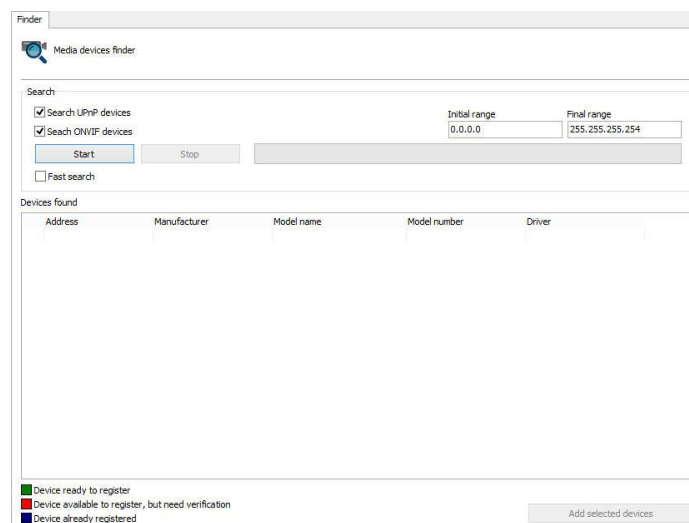 Finder
Media devices finder
Search
Search UPnP devices
Seach ONVIF devices
Initial range Final range
0.0.0.0 255.255.255.254
Start Stop
Fast search
Devices found
Address Manufacturer Model name Model number Driver
Device ready to register
Device available to register, but need verification
Device already registered
Add selected devices